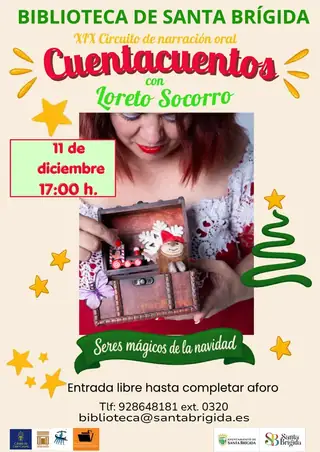 BIBLIOTECA DE SANTA BRÍGIDA
XIX Circuito de narración oral
Cuentacuentos
con
Loreto Socorro
11 de
diciembre
17:00 h.
Seres mágicos de la navidad
Entrada libre hasta completar aforo
Tlf: 928648181 ext. 0320
biblioteca@santabrigida.es
Santa
Brígida